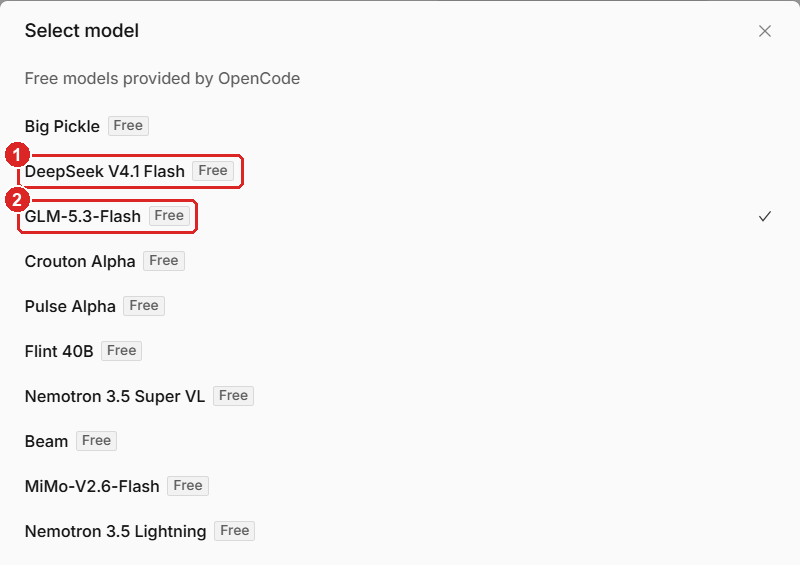 Select model
Free models provided by OpenCode
Big Pickle Free
1
DeepSeek V4.1 Flash Free
2
GLM-5.3-Flash Free
Crouton Alpha Free
Pulse Alpha Free
Flint 40B Free
Nemotron 3.5 Super VL Free
Beam Free
MiMo-V2.6-Flash Free
Nemotron 3.5 Lightning Free